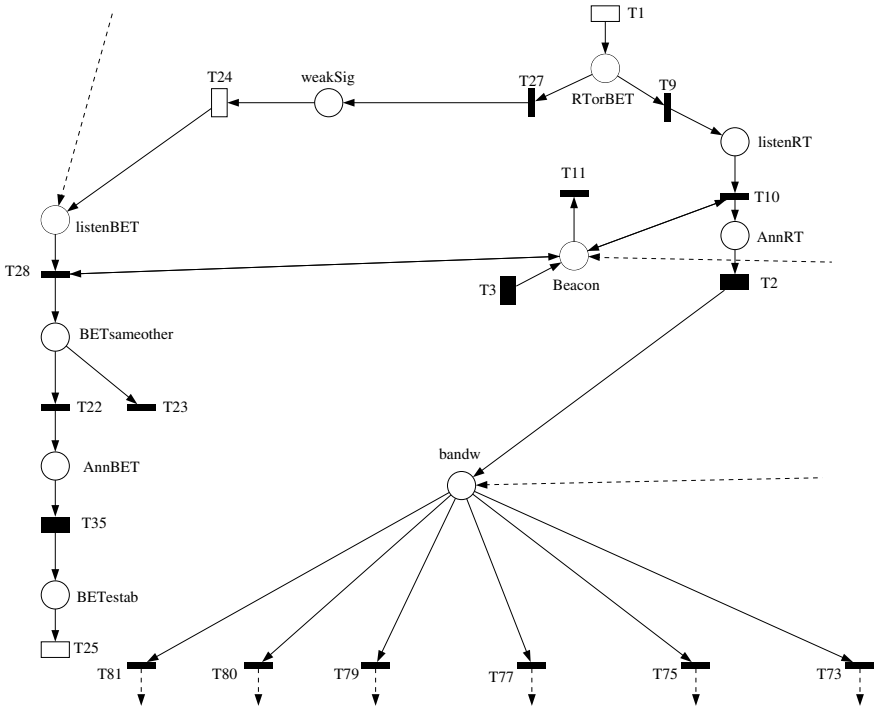 T1
T24
weakSig
T27
RTorBET
T9
listenRT
T11
T10
listenBET
AnnRT
T28
T3
Beacon
T2
BETsameother
T22
T23
bandw
AnnBET
T35
BETestab
T25
T81
T80
T79
T77
T75
T73